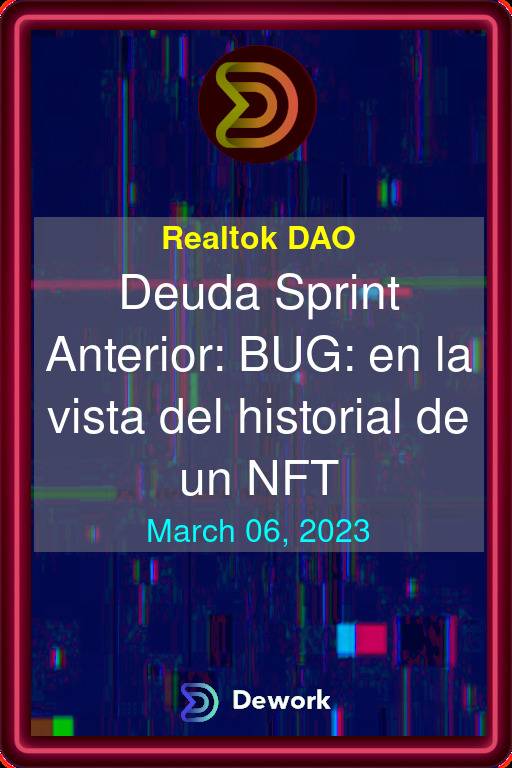 Realtok DAO
Deuda Sprint
Anterior: BUG: en la
vista del historial de
un NFT
March 06, 2023
Dework